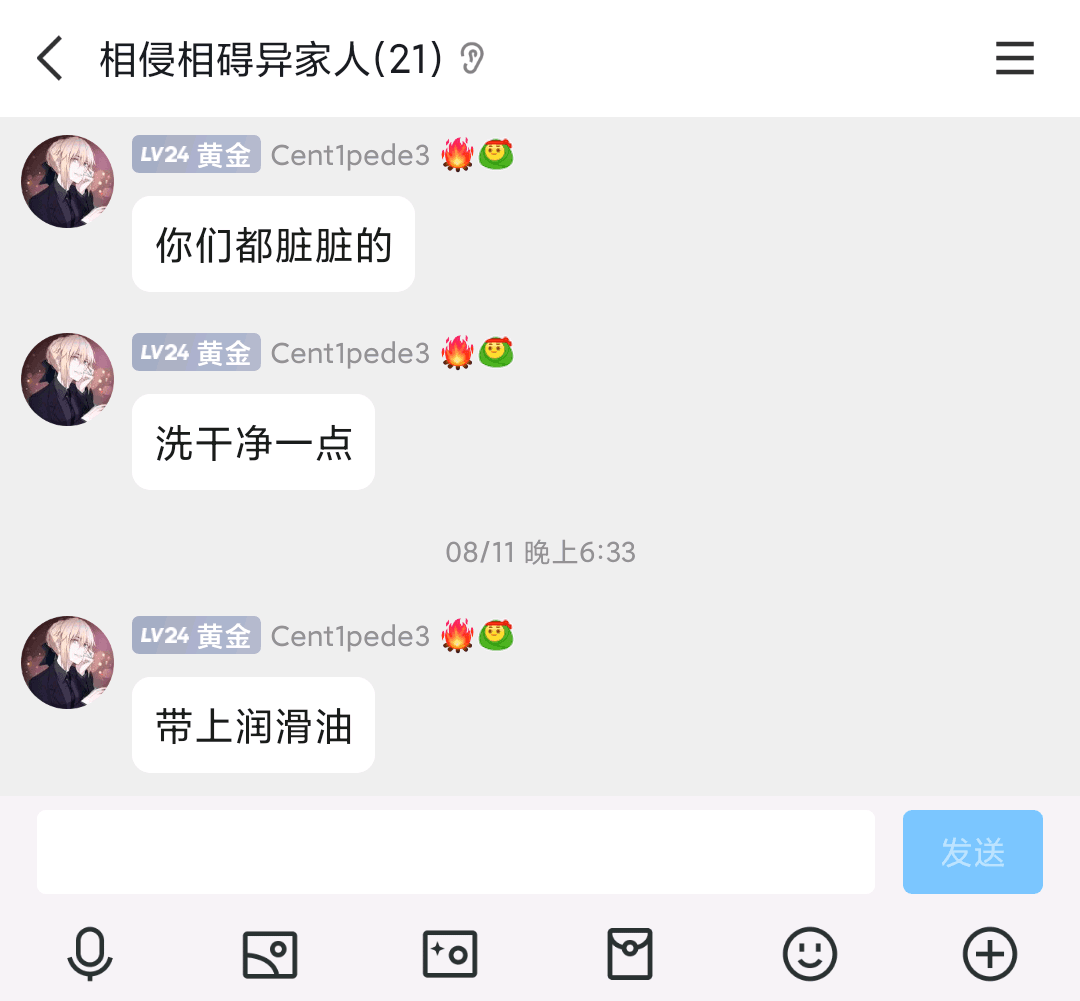 相侵相碍异家人(21)
LV24 黄金 Cent1pede3
你们都脏脏的
LV24 黄金 Cent1pede3
洗干净一点
08/11 晚上6:33
LV24 黄金 Cent1pede3
带上润滑油
发送